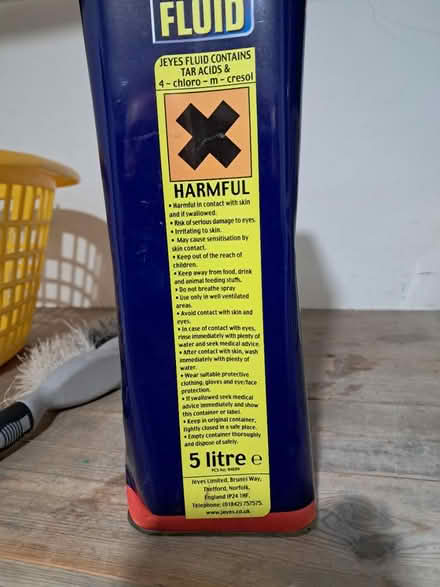 FLUID
JEYES FLUID CONTAINS
TAR ACIDS &
4 - chloro - m - cresol
HARMFUL
• Harmful in contact with skin
and if swallowed.
• Risk of serious damage to eyes.
• Irritating to skin.
• May cause sensitisation by
skin contact.
• Keep out of the reach of
children.
• Keep away from food, drink
and animal feeding stuffs.
• Do not breathe spray
• Use only in well ventilated
areas.
• Avoid contact with skin and
eyes.
• In case of contact with eyes,
rinse immediately with plenty of
water and seek medical advice.
• After contact with skin, wash
immediately with plenty of
water.
• Wear suitable protective
clothing, gloves and eye/face
protection.
• If swallowed seek medical
advice immediately and show
this container or label.
• Keep in original container,
tightly closed in a safe place.
• Empty container thoroughly
and dispose of safely.
5 litre e
PCS No:
Jeyes Limited, Brunel Way,
Thetford, Norfolk,
England IP24 1HF.
Telephone: (01842) 757575.
www.jeyes.co.uk